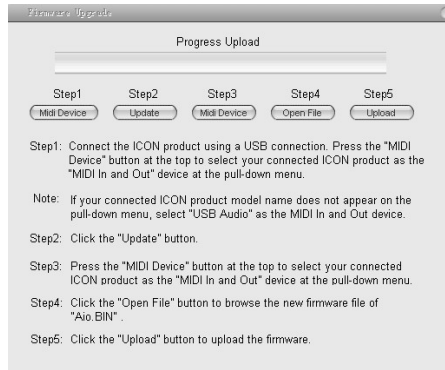 Firmware Upgrade
Progress Upload
Step1 Step2 Step3 Step4 Step5
Midi Device Update Midi Device Open File Upload
Step1: Connect the ICON product using a USB connection. Press the "MIDI
Device" button at the top to select your connected ICON product as the
"MIDI In and Out" device at the pull-down menu.
Note: If your connected ICON product model name does not appear on the
pull-down menu, select "USB Audio" as the MIDI In and Out device.
Step2: Click the "Update" button.
Step3: Press the "MIDI Device" button at the top to select your connected
ICON product as the "MIDI In and Out" device at the pull-down menu.
Step4: Click the "Open File" button to browse the new firmware file of
"Aio.BIN" .
Step5: Click the "Upload" button to upload the firmware.